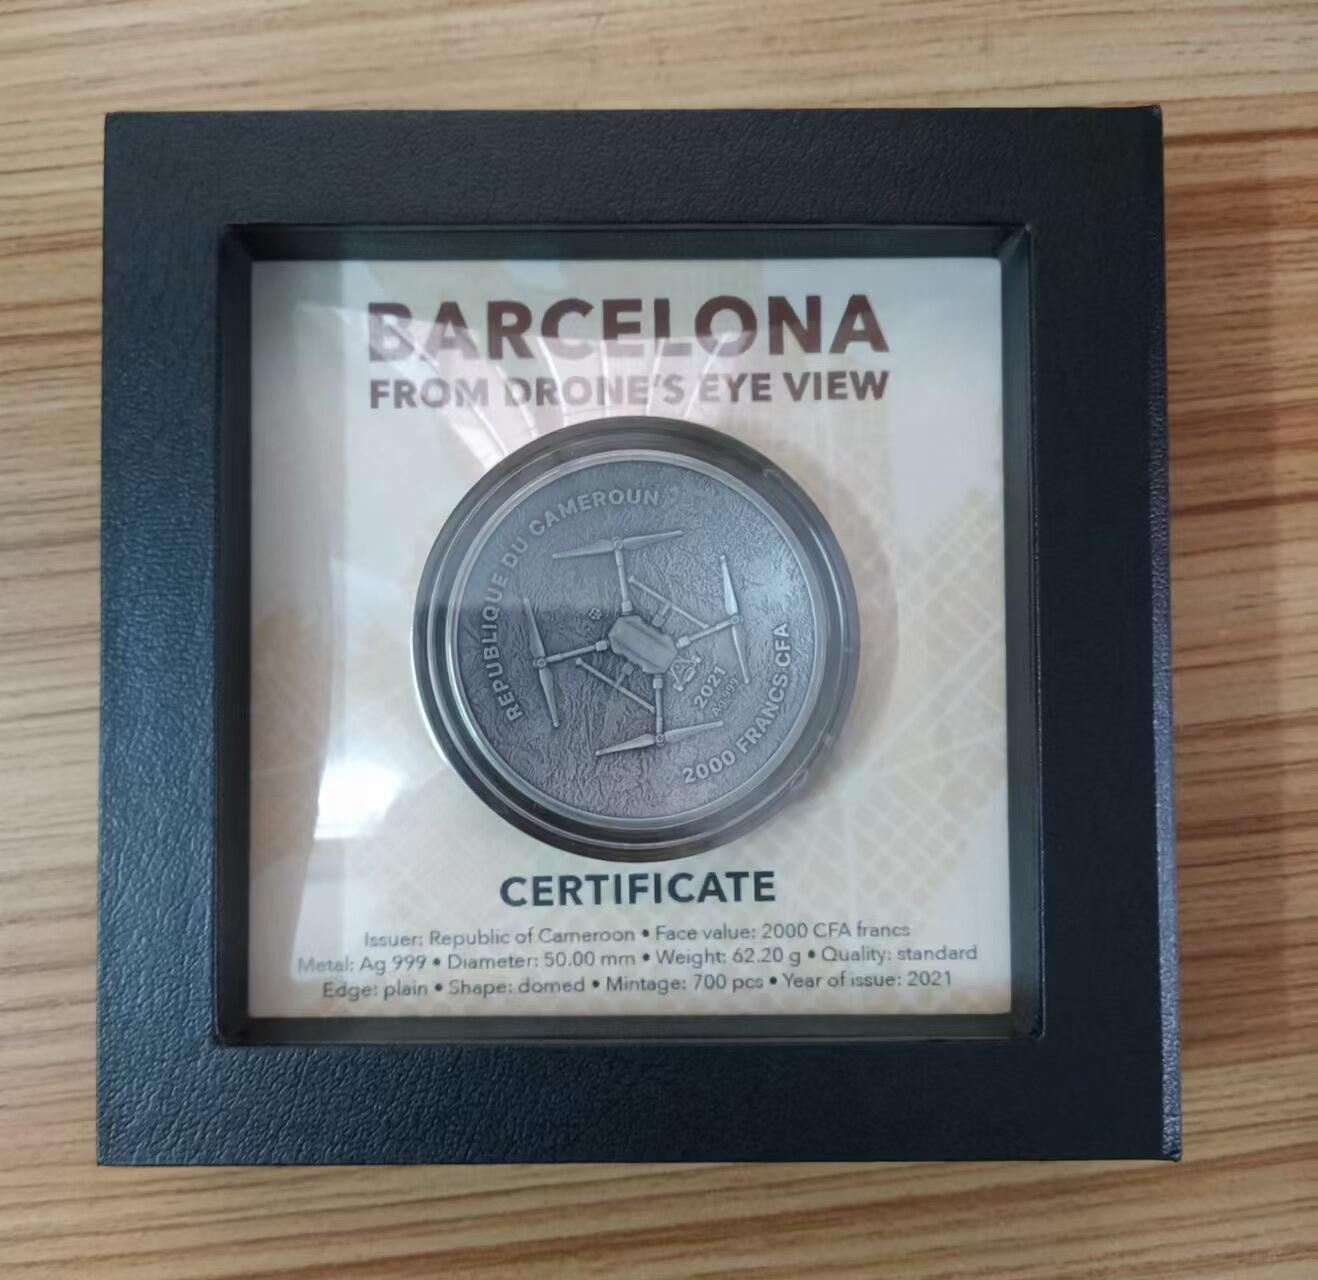 BARCELONA
FROM DRONE'S EYE VIEW
REPUBLIQUE DU CAMEROUN
2021
Ag 999
2000 FRANCS CFA
CERTIFICATE
Issuer: Republic of Cameroon • Face value: 2000 CFA francs
Metal: Ag 999 • Diameter: 50.00 mm • Weight: 62.20 g • Quality: standard
Edge: plain • Shape: domed • Mintage: 700 pcs • Year of issue: 2021